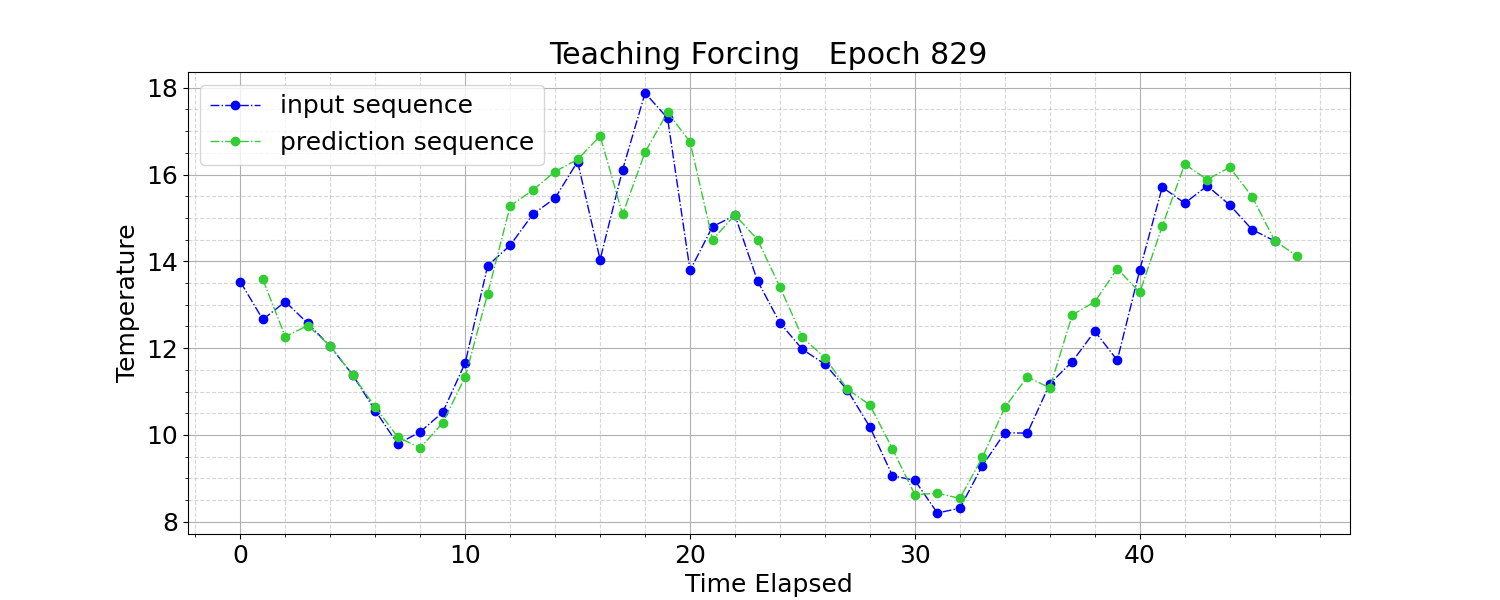 Teaching Forcing   Epoch 829
input sequence
prediction sequence
Temperature
18
16
14
12
10
8
0 10 20 30 40
Time Elapsed